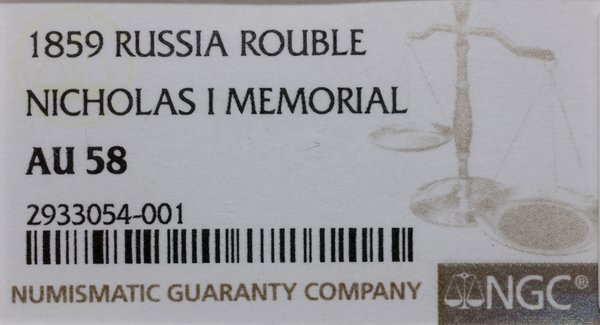 1859 RUSSIA ROUBLE
NICHOLAS I MEMORIAL
AU 58
2933054-001
NUMISMATIC GUARANTY COMPANY
NGC®